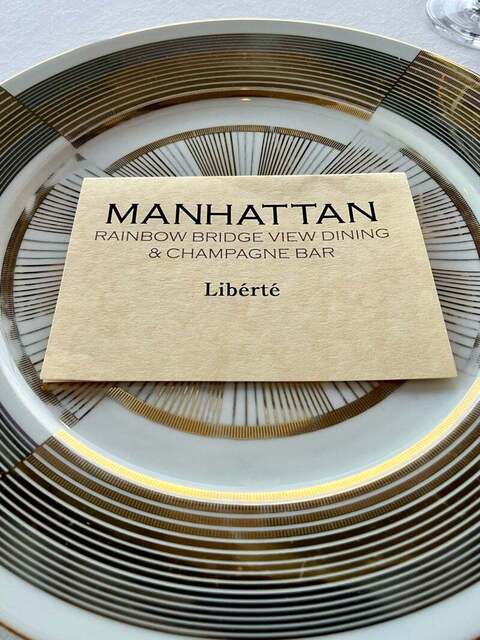 MANHATTAN
RAINBOW BRIDGE VIEW DINING
& CHAMPAGNE BAR
Libérté